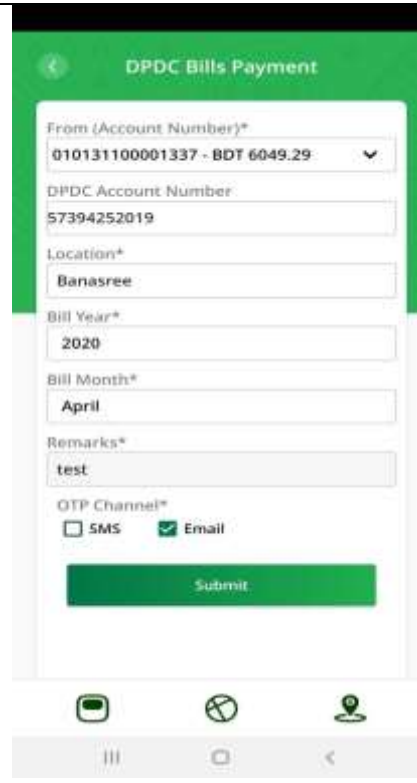 DPDC Bills Payment
From (Account Number)*
010131100001337 - BDT 6049.29
DPDC Account Number
57394252019
Location*
Banasree
Bill Year*
2020
Bill Month*
April
Remarks*
test
OTP Channel*
SMS Email
Submit